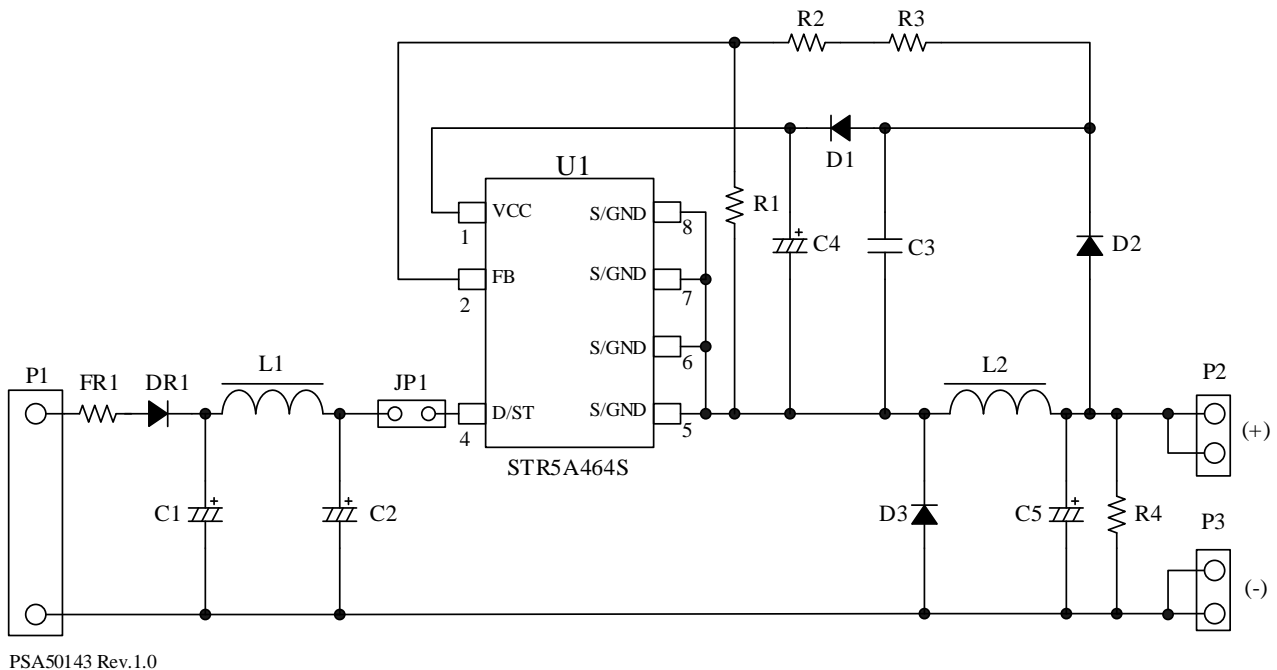 R2 R3
D1
U1
VCC S/GND R1
1 8
C4 C3 D2
FB S/GND
2 7
S/GND
6
P1 FR1 DR1 L1 JP1 L2 P2
D/ST S/GND
4 5
(+)
STR5A464S
C1 C2 D3 C5 R4 P3
(-)
PSA50143 Rev.1.0